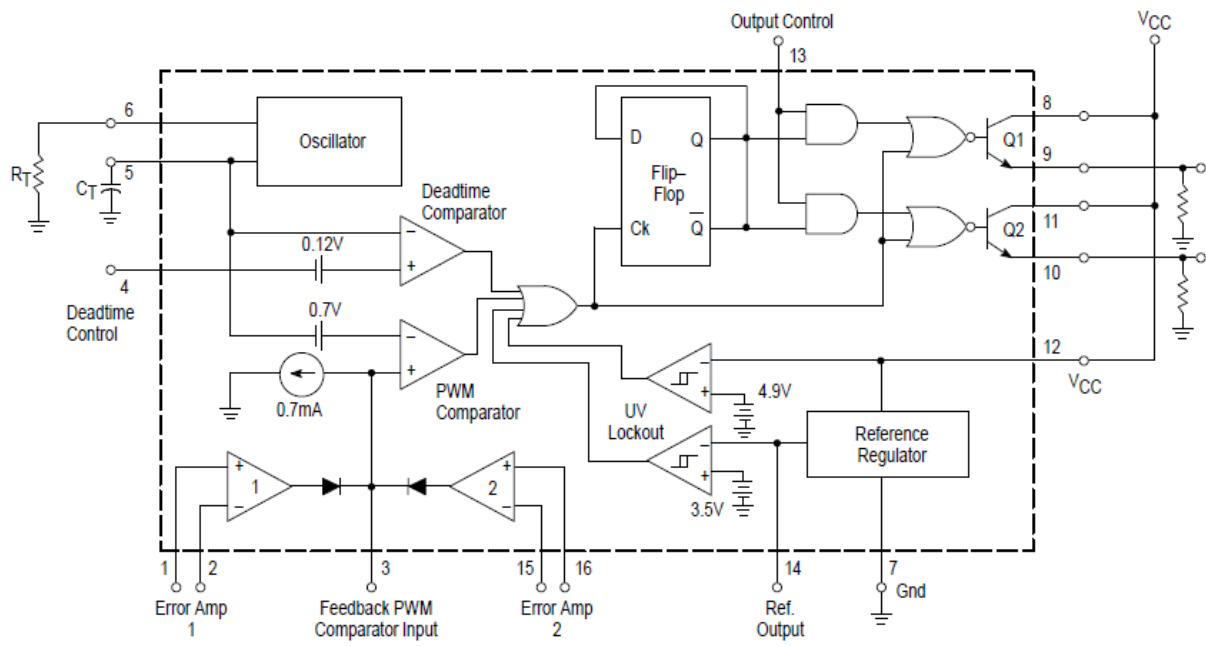 Output Control
VCC
13
6
8
Oscillator
D
Q
Q1
5
9
RT
CT
Flip–
Flop
Deadtime
Comparator
11
Ck
Q
Q2
0.12V
–
+
4
10
Deadtime
Control
0.7V
–
+
12
VCC
–
+
4.9V
0.7mA
PWM
Comparator
UV
Lockout
Reference
Regulator
–
+
3.5V
+
1
–
+
2
–
1
2
3
15
16
14
7
Gnd
Error Amp
1
Feedback PWM
Comparator Input
Error Amp
2
Ref.
Output